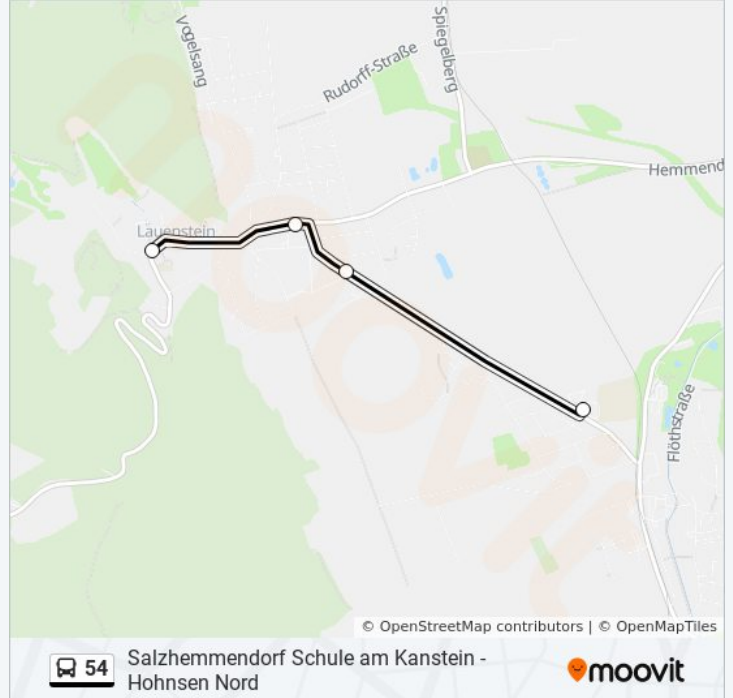 Vogelsang
Rudorff-Straße
Spiegelberg
Hemmend
Lauenstein
Flöthstraße
© OpenStreetMap contributors | © OpenMapTiles
54
Salzhemmendorf Schule am Kanstein -
Hohnsen Nord
moovit